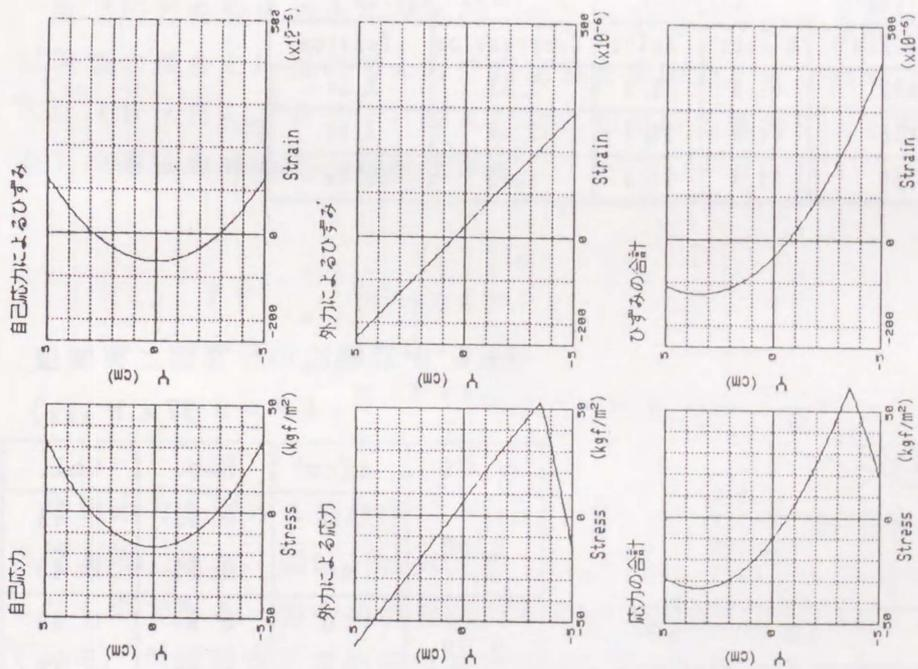 自己応力
Y (cm)
5
0
-5
-50
0
50
Stress
(kgf/m²)
自己応力によるひずみ
Y (cm)
5
0
-5
-200
0
500
Strain
(x10⁻⁶)
外力による応力
Y (cm)
5
0
-5
-50
0
50
Stress
(kgf/m²)
外力によるひずみ
Y (cm)
5
0
-5
-200
0
500
Strain
(x10⁻⁶)
応力の合計
Y (cm)
5
0
-5
-50
0
50
Stress
(kgf/m²)
ひずみの合計
Y (cm)
5
0
-5
-200
0
500
Strain
(x10⁻⁶)